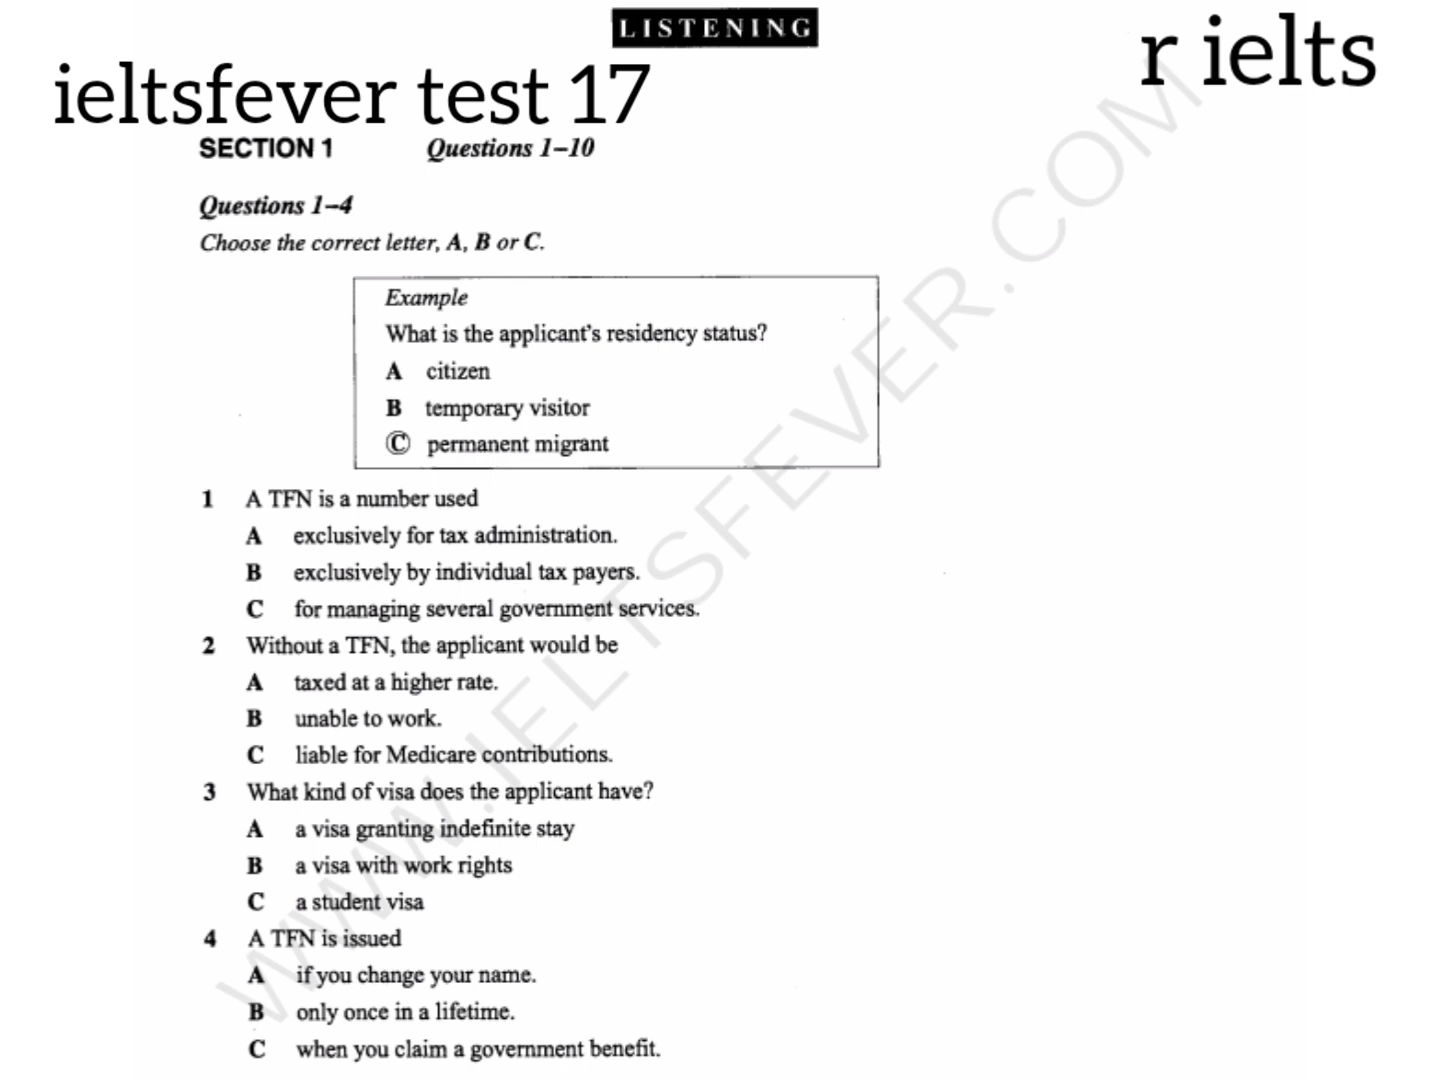 LISTENING
r ielts
ieltsfever test 17
SECTION 1 Questions 1–10
Questions 1–4
Choose the correct letter, A, B or C.
Example
What is the applicant's residency status?
A citizen
B temporary visitor
C permanent migrant
1 A TFN is a number used
A exclusively for tax administration.
B exclusively by individual tax payers.
C for managing several government services.
2 Without a TFN, the applicant would be
A taxed at a higher rate.
B unable to work.
C liable for Medicare contributions.
3 What kind of visa does the applicant have?
A a visa granting indefinite stay
B a visa with work rights
C a student visa
4 A TFN is issued
A if you change your name.
B only once in a lifetime.
C when you claim a government benefit.
WWW.IELTSFEVER.COM